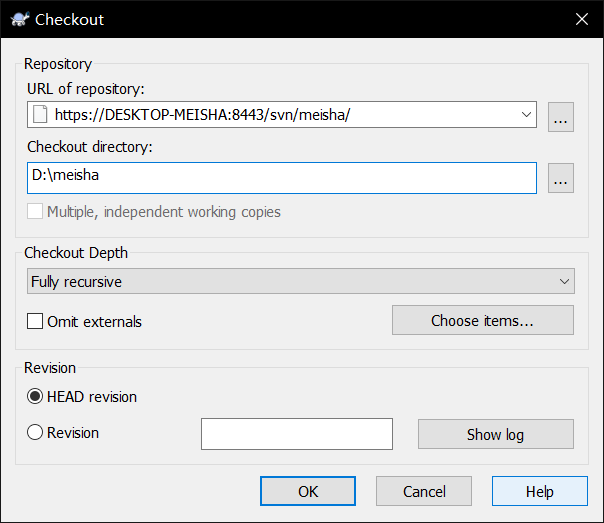 Checkout
Repository
URL of repository:
https://DESKTOP-MEISHA:8443/svn/meisha/
...
Checkout directory:
D:\meisha
...
Multiple, independent working copies
Checkout Depth
Fully recursive
Omit externals
Choose items...
Revision
HEAD revision
Revision
Show log
OK
Cancel
Help